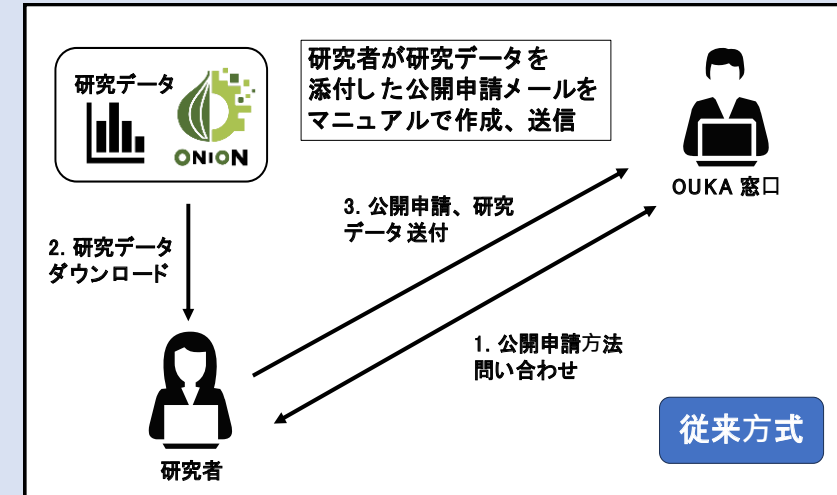 研究データ
ONION
研究者が研究データを
添付した公開申請メールを
マニュアルで作成、送信
OUKA 窓口
3. 公開申請、研究
データ送付
2. 研究データ
ダウンロード
1. 公開申請方法
問い合わせ
研究者
従来方式